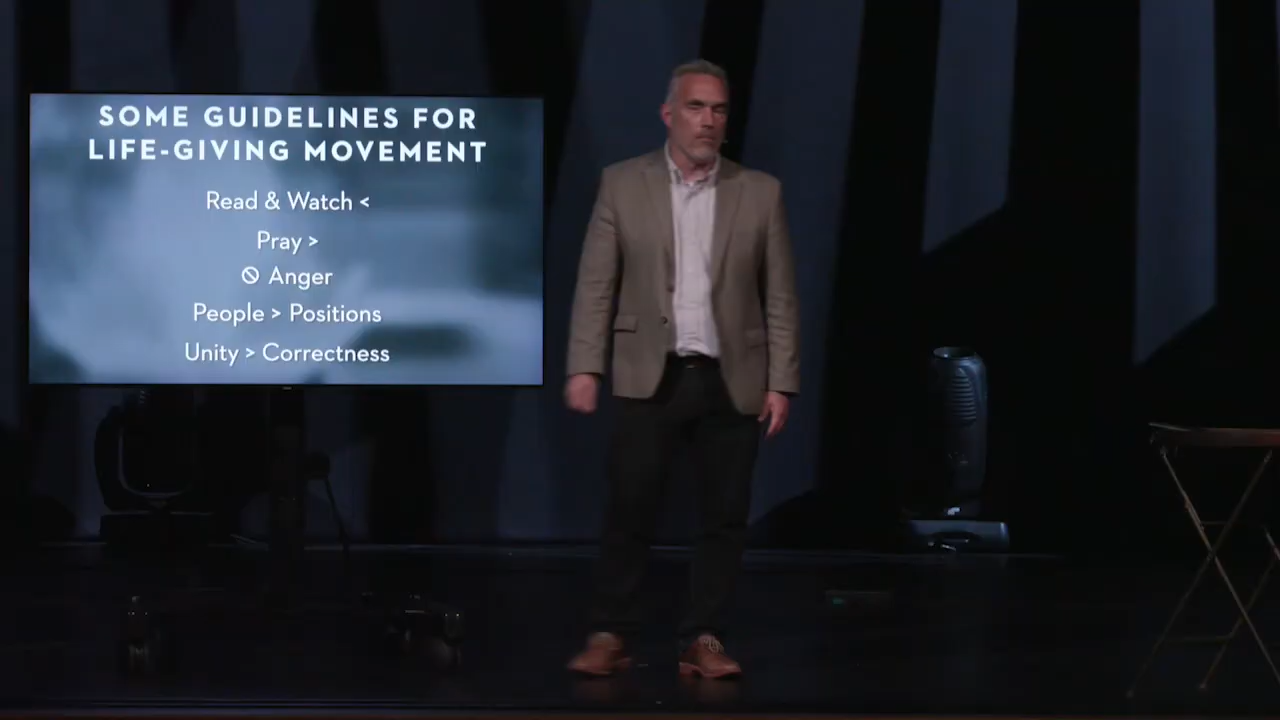 SOME GUIDELINES FOR
LIFE-GIVING MOVEMENT
Read & Watch <
Pray >
🛇 Anger
People > Positions
Unity > Correctness